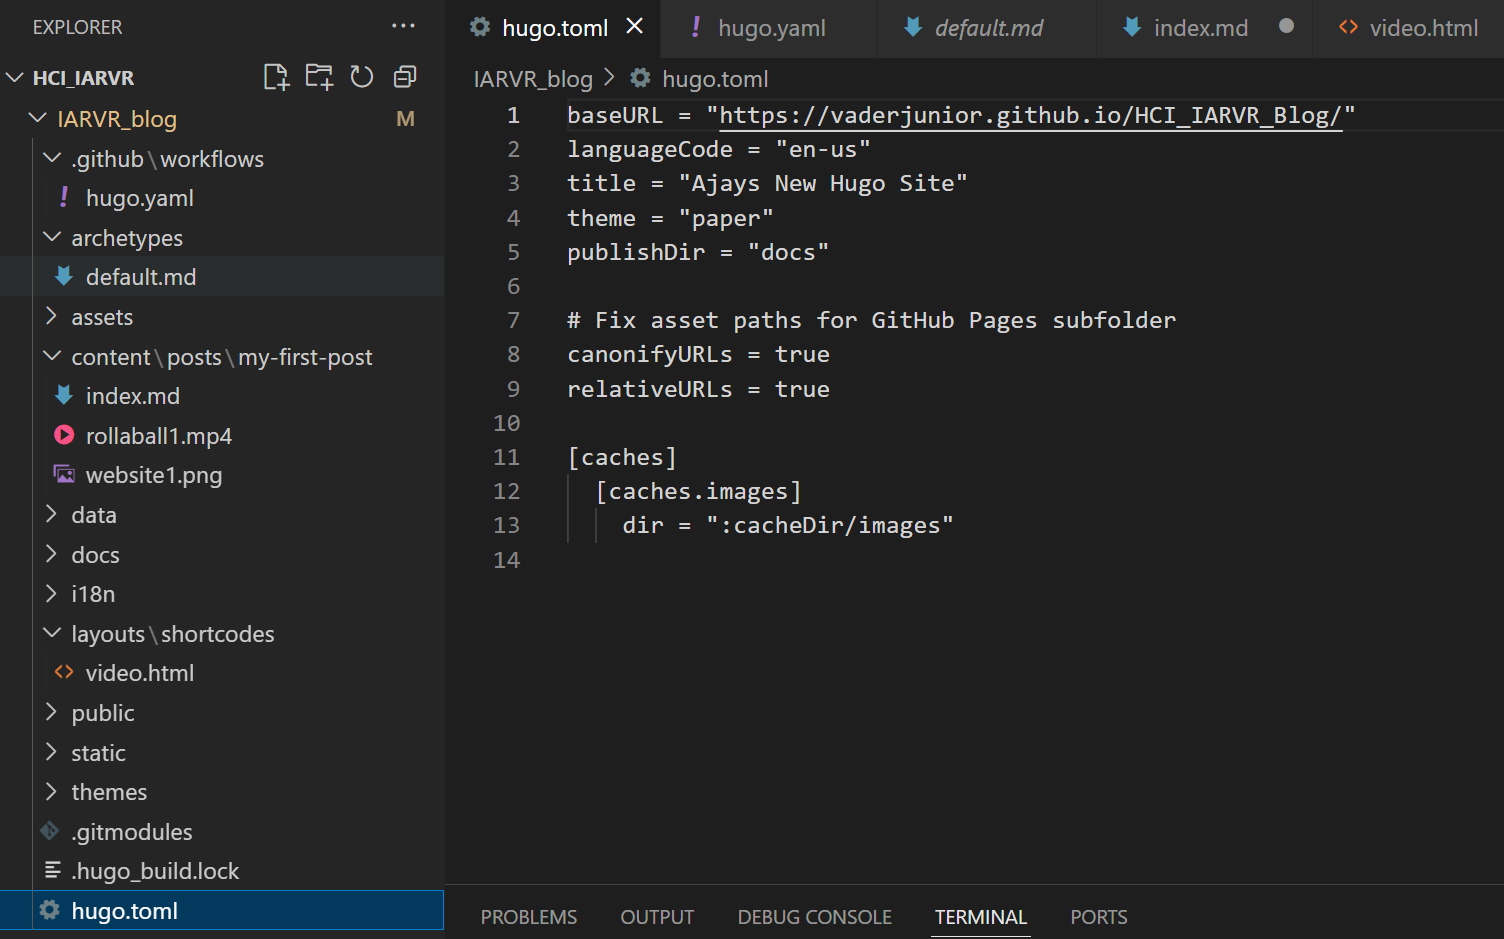 EXPLORER
HCI_IARVR
IARVR_blog M
.github\workflows
hugo.yaml
archetypes
default.md
assets
content\posts\my-first-post
index.md
rollaball1.mp4
website1.png
data
docs
i18n
layouts\shortcodes
video.html
public
static
themes
.gitmodules
.hugo_build.lock
hugo.toml
hugo.toml hugo.yaml default.md index.md video.html
IARVR_blog > hugo.toml
1 baseURL = "https://vaderjunior.github.io/HCI_IARVR_Blog/"
2 languageCode = "en-us"
3 title = "Ajays New Hugo Site"
4 theme = "paper"
5 publishDir = "docs"
6
7 # Fix asset paths for GitHub Pages subfolder
8 canonifyURLs = true
9 relativeURLs = true
10
11 [caches]
12 [caches.images]
13 dir = ":cacheDir/images"
14
PROBLEMS OUTPUT DEBUG CONSOLE TERMINAL PORTS